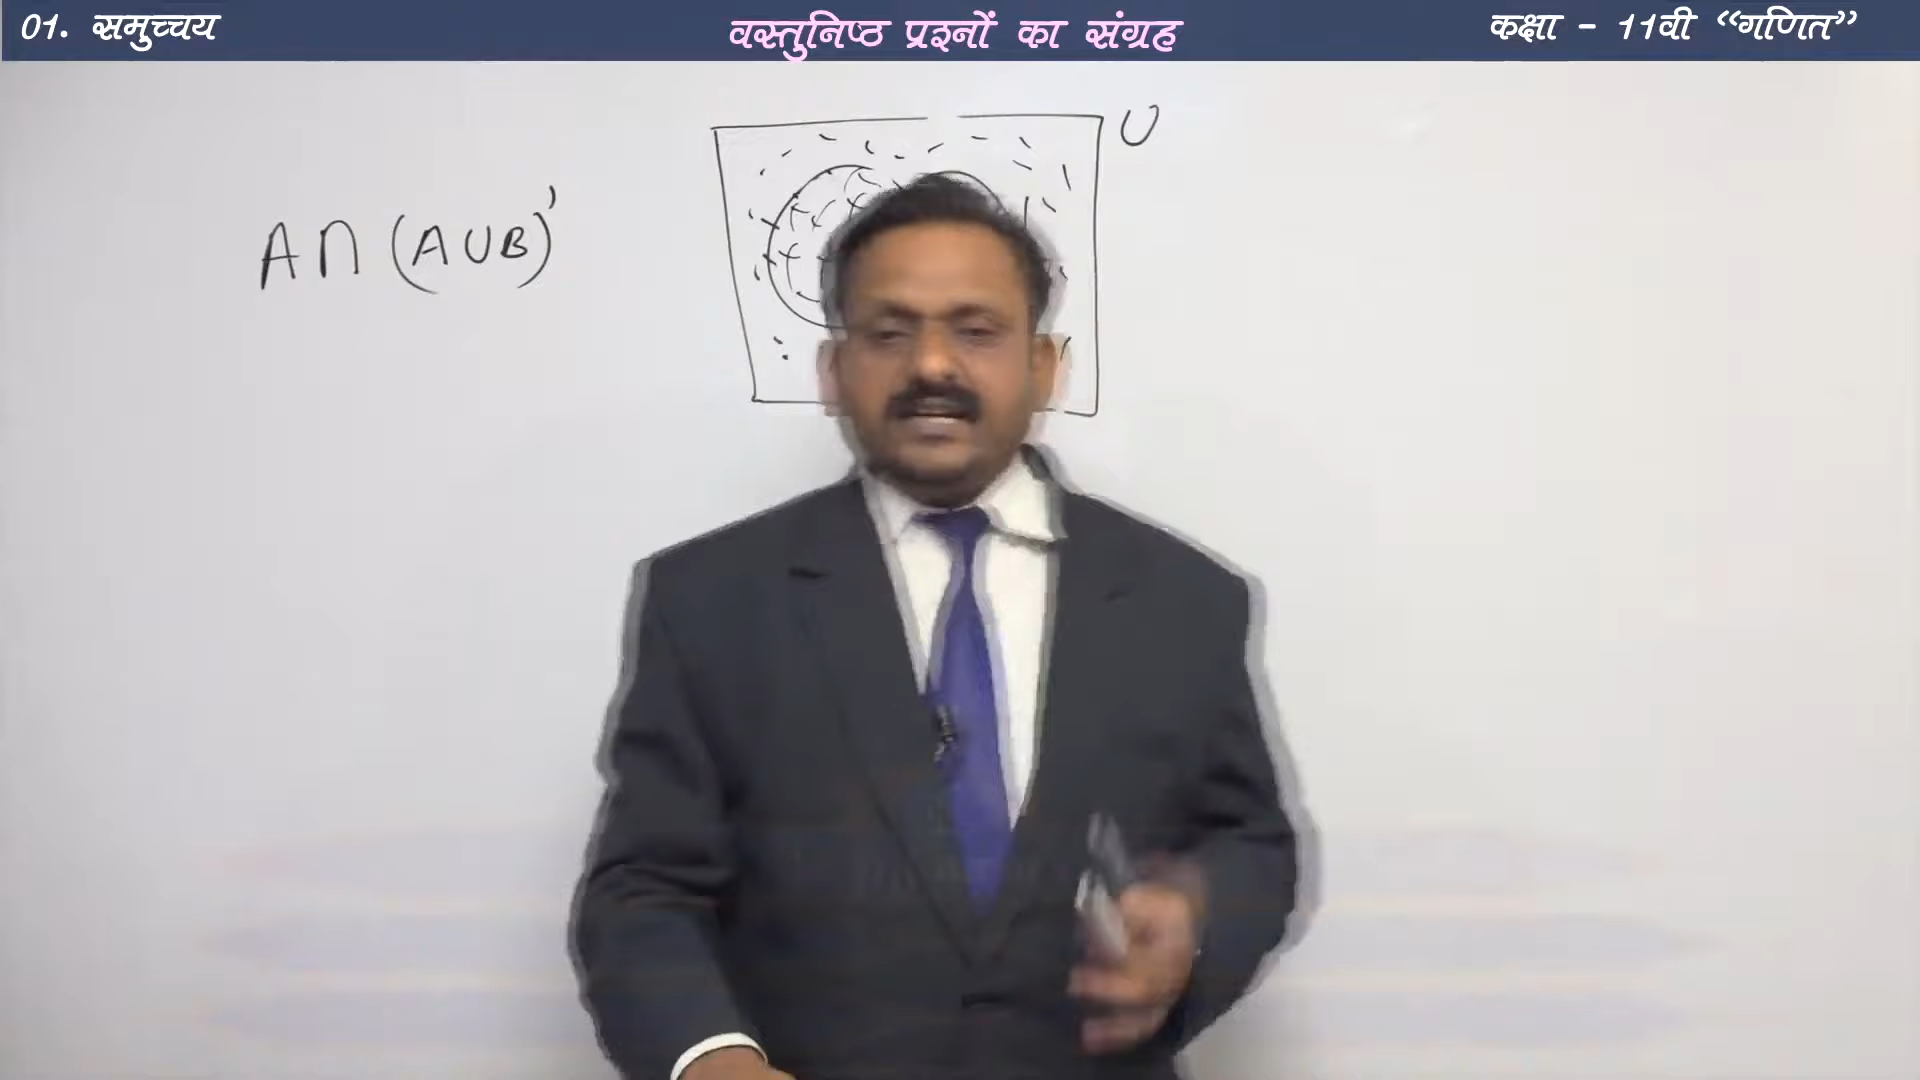 01. समुच्चय
वस्तुनिष्ठ प्रश्नों का संग्रह
कक्षा - 11वी “गणित”
U
A∩(A∪B)'